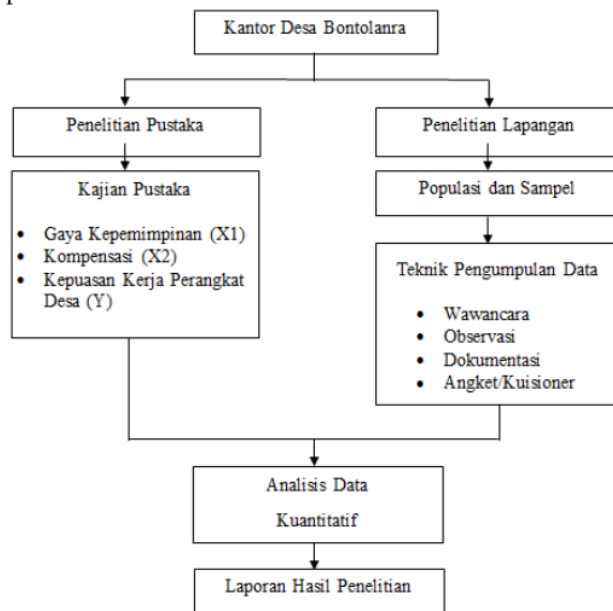 Kantor Desa Bontolanra
Penelitian Pustaka
Penelitian Lapangan
Kajian Pustaka
• Gaya Kepemimpinan (X1)
• Kompensasi (X2)
• Kepuasan Kerja Perangkat
Desa (Y)
Populasi dan Sampel
Teknik Pengumpulan Data
• Wawancara
• Observasi
• Dokumentasi
• Angket/Kuisioner
Analisis Data
Kuantitatif
Laporan Hasil Penelitian